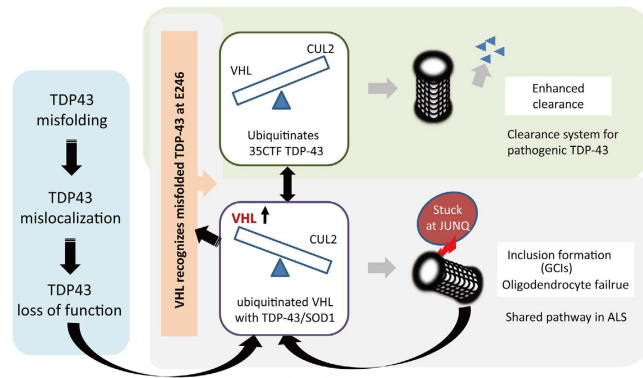 TDP43
misfolding
TDP43
mislocalization
TDP43
loss of function
VHL recognizes misfolded TDP-43 at E246
CUL2
VHL
Ubiquitinates
35CTF TDP-43
Enhanced
clearance
Clearance system for
pathogenic TDP-43
VHL
CUL2
ubiquitinated VHL
with TDP-43/SOD1
Stuck
at JUNQ
Inclusion formation
(GCIs)
Oligodendrocyte failrue
Shared pathway in ALS